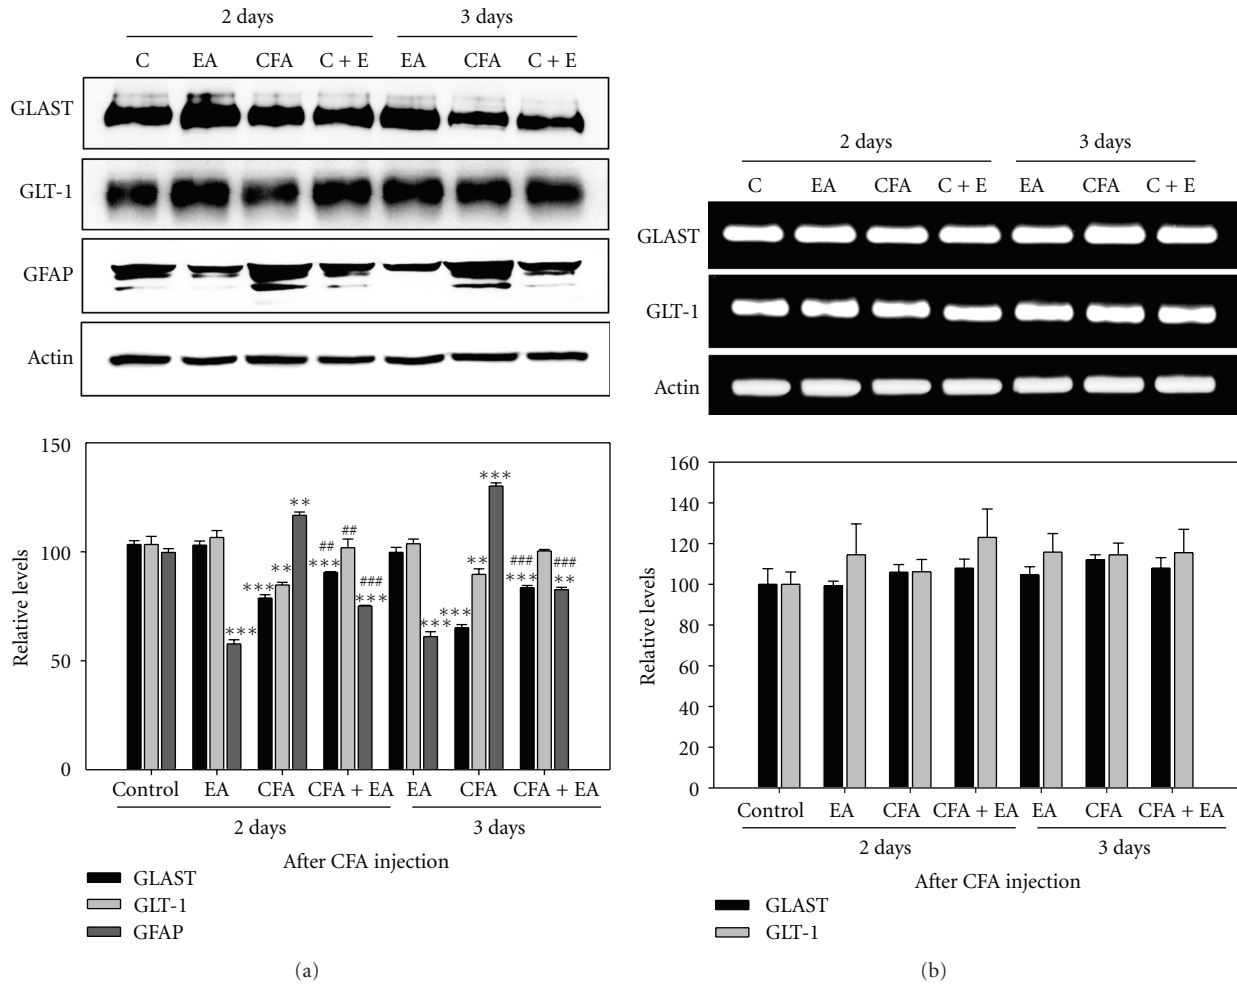 2 days 3 days
C EA CFA C + E EA CFA C + E
GLAST
GLT-1
GFAP
Actin
150
100
50
0
Relative levels
*** ** *** ** ## *** ## ### *** *** *** ** *** ### *** ### **
Control EA CFA CFA + EA EA CFA CFA + EA
2 days 3 days
After CFA injection
GLAST
GLT-1
GFAP
(a)
2 days 3 days
C EA CFA C + E EA CFA C + E
GLAST
GLT-1
Actin
160
140
120
100
80
60
40
20
0
Relative levels
Control EA CFA CFA + EA EA CFA CFA + EA
2 days 3 days
After CFA injection
GLAST
GLT-1
(b)